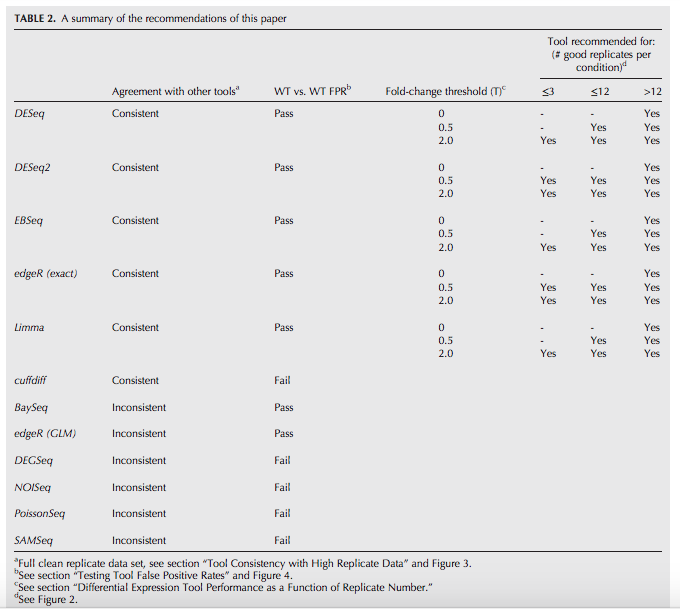 TABLE 2. A summary of the recommendations of this paper
Tool recommended for:
(# good replicates per
condition)d
Agreement with other toolsa WT vs. WT FPRb Fold-change threshold (T)c ≤3 ≤12 >12
DESeq Consistent Pass 0 - - Yes
0.5 - Yes Yes
2.0 Yes Yes Yes
DESeq2 Consistent Pass 0 - - Yes
0.5 Yes Yes Yes
2.0 Yes Yes Yes
EBSeq Consistent Pass 0 - - Yes
0.5 - Yes Yes
2.0 Yes Yes Yes
edgeR (exact) Consistent Pass 0 - - Yes
0.5 Yes Yes Yes
2.0 Yes Yes Yes
Limma Consistent Pass 0 - - Yes
0.5 - Yes Yes
2.0 Yes Yes Yes
cuffdiff Consistent Fail
BaySeq Inconsistent Pass
edgeR (GLM) Inconsistent Pass
DEGSeq Inconsistent Fail
NOISeq Inconsistent Fail
PoissonSeq Inconsistent Fail
SAMSeq Inconsistent Fail
aFull clean replicate data set, see section “Tool Consistency with High Replicate Data” and Figure 3.
bSee section “Testing Tool False Positive Rates” and Figure 4.
cSee section “Differential Expression Tool Performance as a Function of Replicate Number.”
dSee Figure 2.